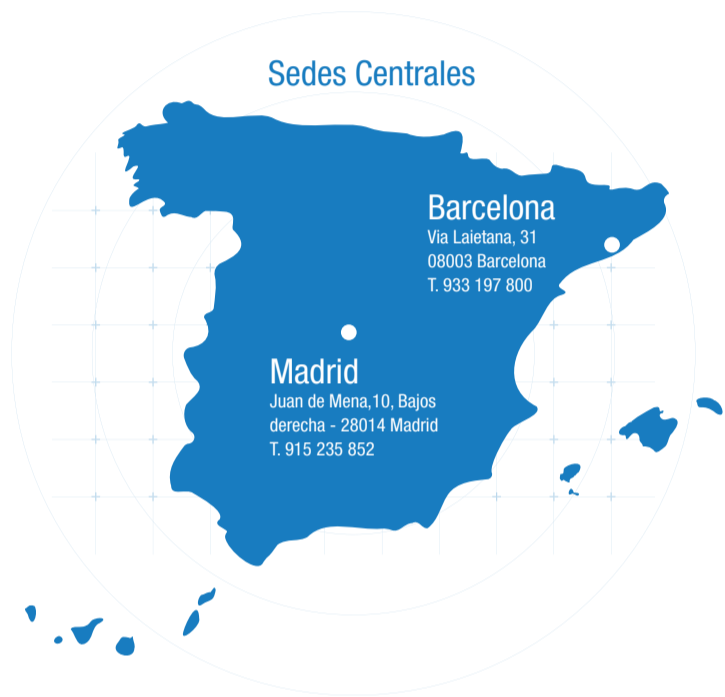 Sedes Centrales
Barcelona
Via Laietana, 31
08003 Barcelona
T. 933 197 800
Madrid
Juan de Mena,10, Bajos
derecha - 28014 Madrid
T. 915 235 852